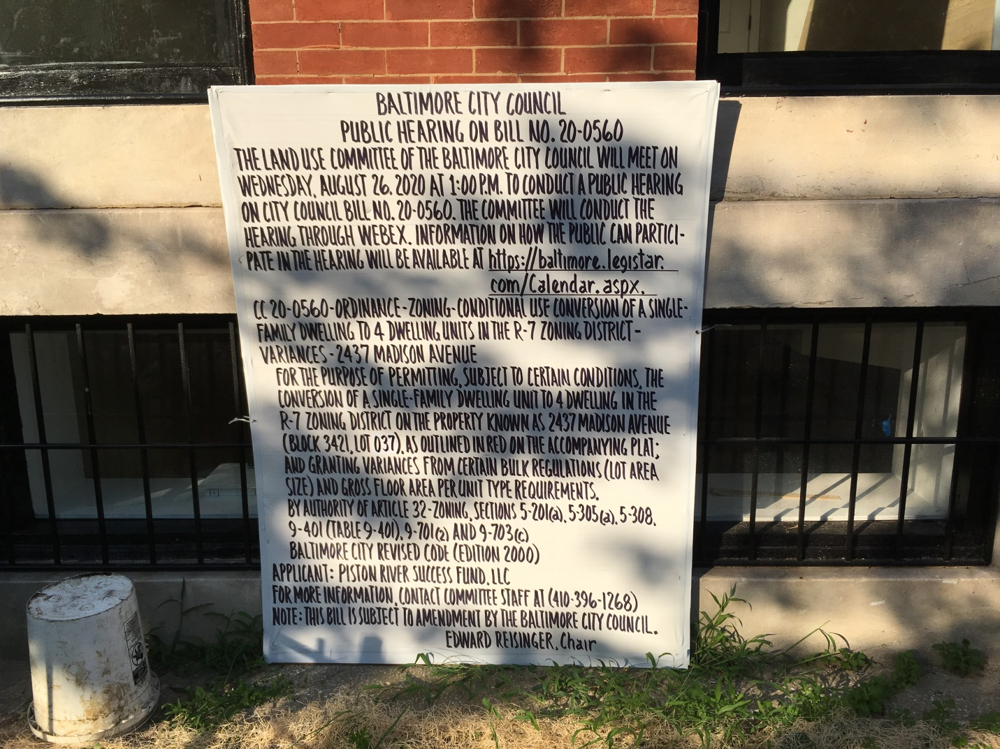 BALTIMORE CITY COUNCIL
PUBLIC HEARING ON BILL NO. 20-0560
THE LAND USE COMMITTEE OF THE BALTIMORE CITY COUNCIL WILL MEET ON
WEDNESDAY, AUGUST 26, 2020 AT 1:00 P.M. TO CONDUCT A PUBLIC HEARING
ON CITY COUNCIL BILL NO. 20-0560. THE COMMITTEE WILL CONDUCT THE
HEARING THROUGH WEBEX. INFORMATION ON HOW THE PUBLIC CAN PARTICI-
PATE IN THE HEARING WILL BE AVAILABLE AT https://baltimore.legistar.
com/Calendar.aspx.
CC 20-0560-ORDINANCE-ZONING-CONDITIONAL USE CONVERSION OF A SINGLE-
FAMILY DWELLING TO 4 DWELLING UNITS IN THE R-7 ZONING DISTRICT-
VARIANCES-2437 MADISON AVENUE
FOR THE PURPOSE OF PERMITTING, SUBJECT TO CERTAIN CONDITIONS, THE
CONVERSION OF A SINGLE-FAMILY DWELLING UNIT TO 4 DWELLING IN THE
R-7 ZONING DISTRICT ON THE PROPERTY KNOWN AS 2437 MADISON AVENUE
(BLOCK 3421, LOT 037), AS OUTLINED IN RED ON THE ACCOMPANYING PLAT;
AND GRANTING VARIANCES FROM CERTAIN BULK REGULATIONS (LOT AREA
SIZE) AND GROSS FLOOR AREA PER UNIT TYPE REQUIREMENTS.
BY AUTHORITY OF ARTICLE 32-ZONING, SECTIONS 5-201(a), 5-305(a), 5-308,
9-401 (TABLE 9-401), 9-701(2) AND 9-703(c)
BALTIMORE CITY REVISED CODE (EDITION 2000)
APPLICANT: PISTON RIVER SUCCESS FUND, LLC
FOR MORE INFORMATION, CONTACT COMMITTEE STAFF AT (410-396-1268)
NOTE: THIS BILL IS SUBJECT TO AMENDMENT BY THE BALTIMORE CITY COUNCIL.
EDWARD REISINGER, Chair